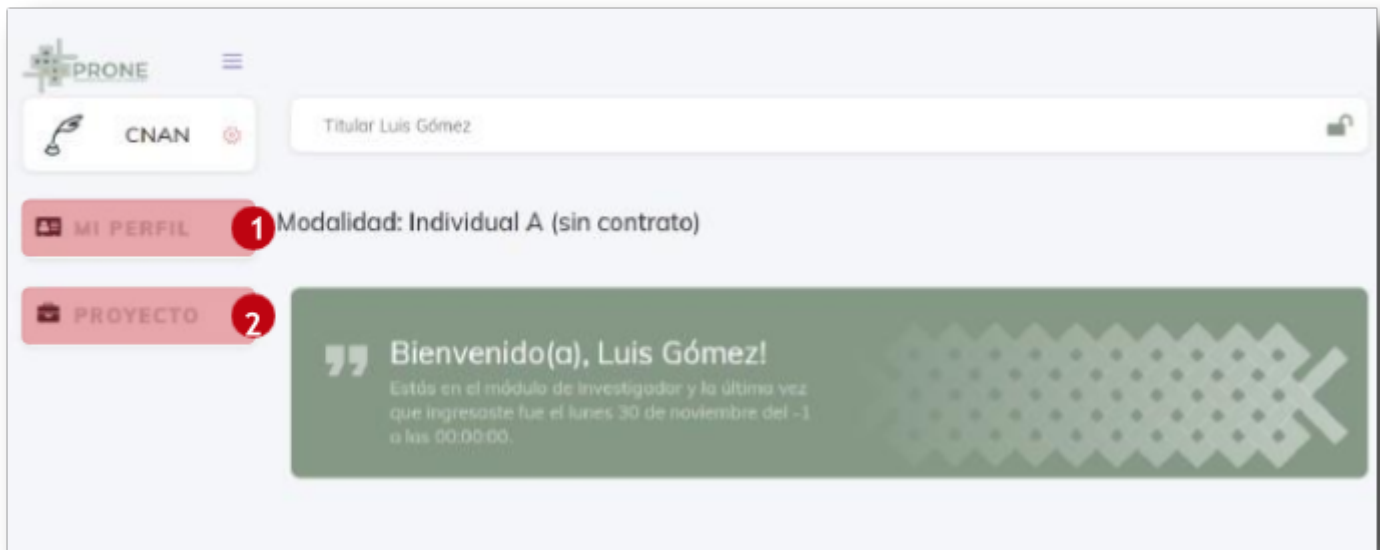 PRONE
CNAN
Titular Luis Gómez
MI PERFIL
1
Modalidad: Individual A (sin contrato)
PROYECTO
2
Bienvenido(a), Luis Gómez!
Estás en el módulo de Investigador y la última vez
que ingresaste fue el lunes 30 de noviembre del -1
a las 00:00:00.